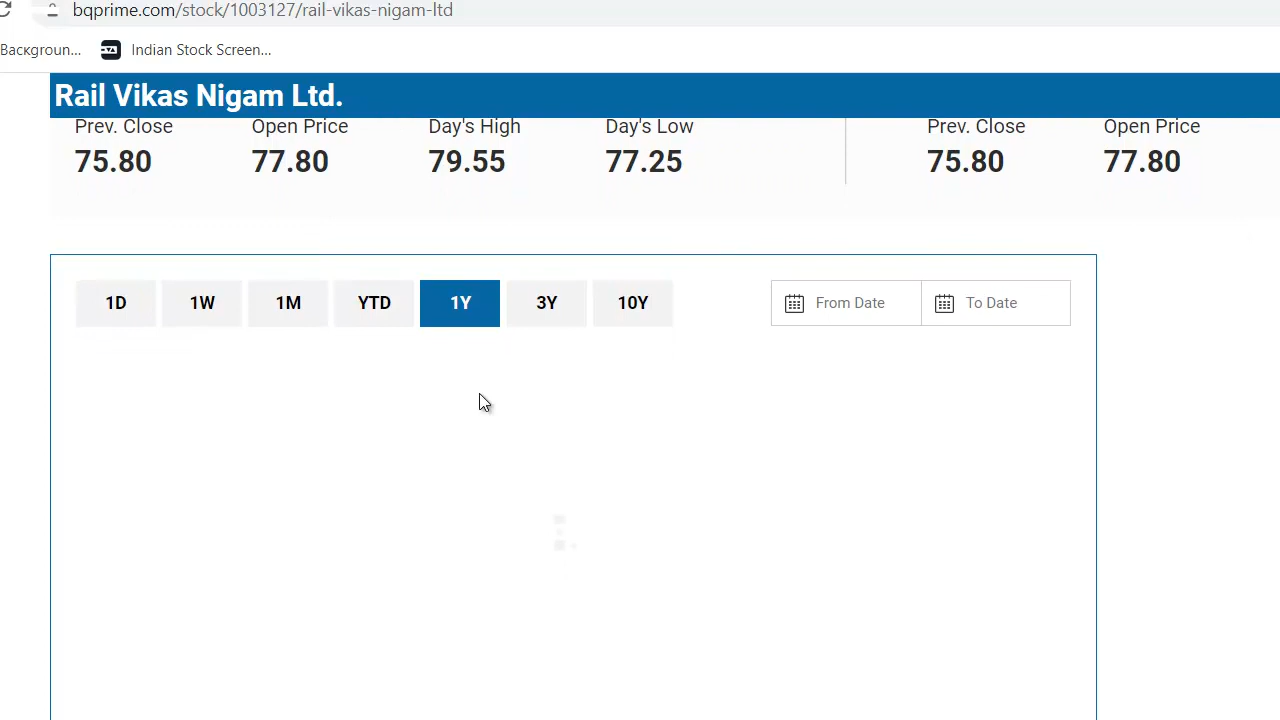 bqprime.com/stock/1003127/rail-vikas-nigam-ltd
Backgroun... Indian Stock Screen...
Rail Vikas Nigam Ltd.
Prev. Close Open Price Day's High Day's Low Prev. Close Open Price
75.80 77.80 79.55 77.25 75.80 77.80
1D 1W 1M YTD 1Y 3Y 10Y From Date To Date